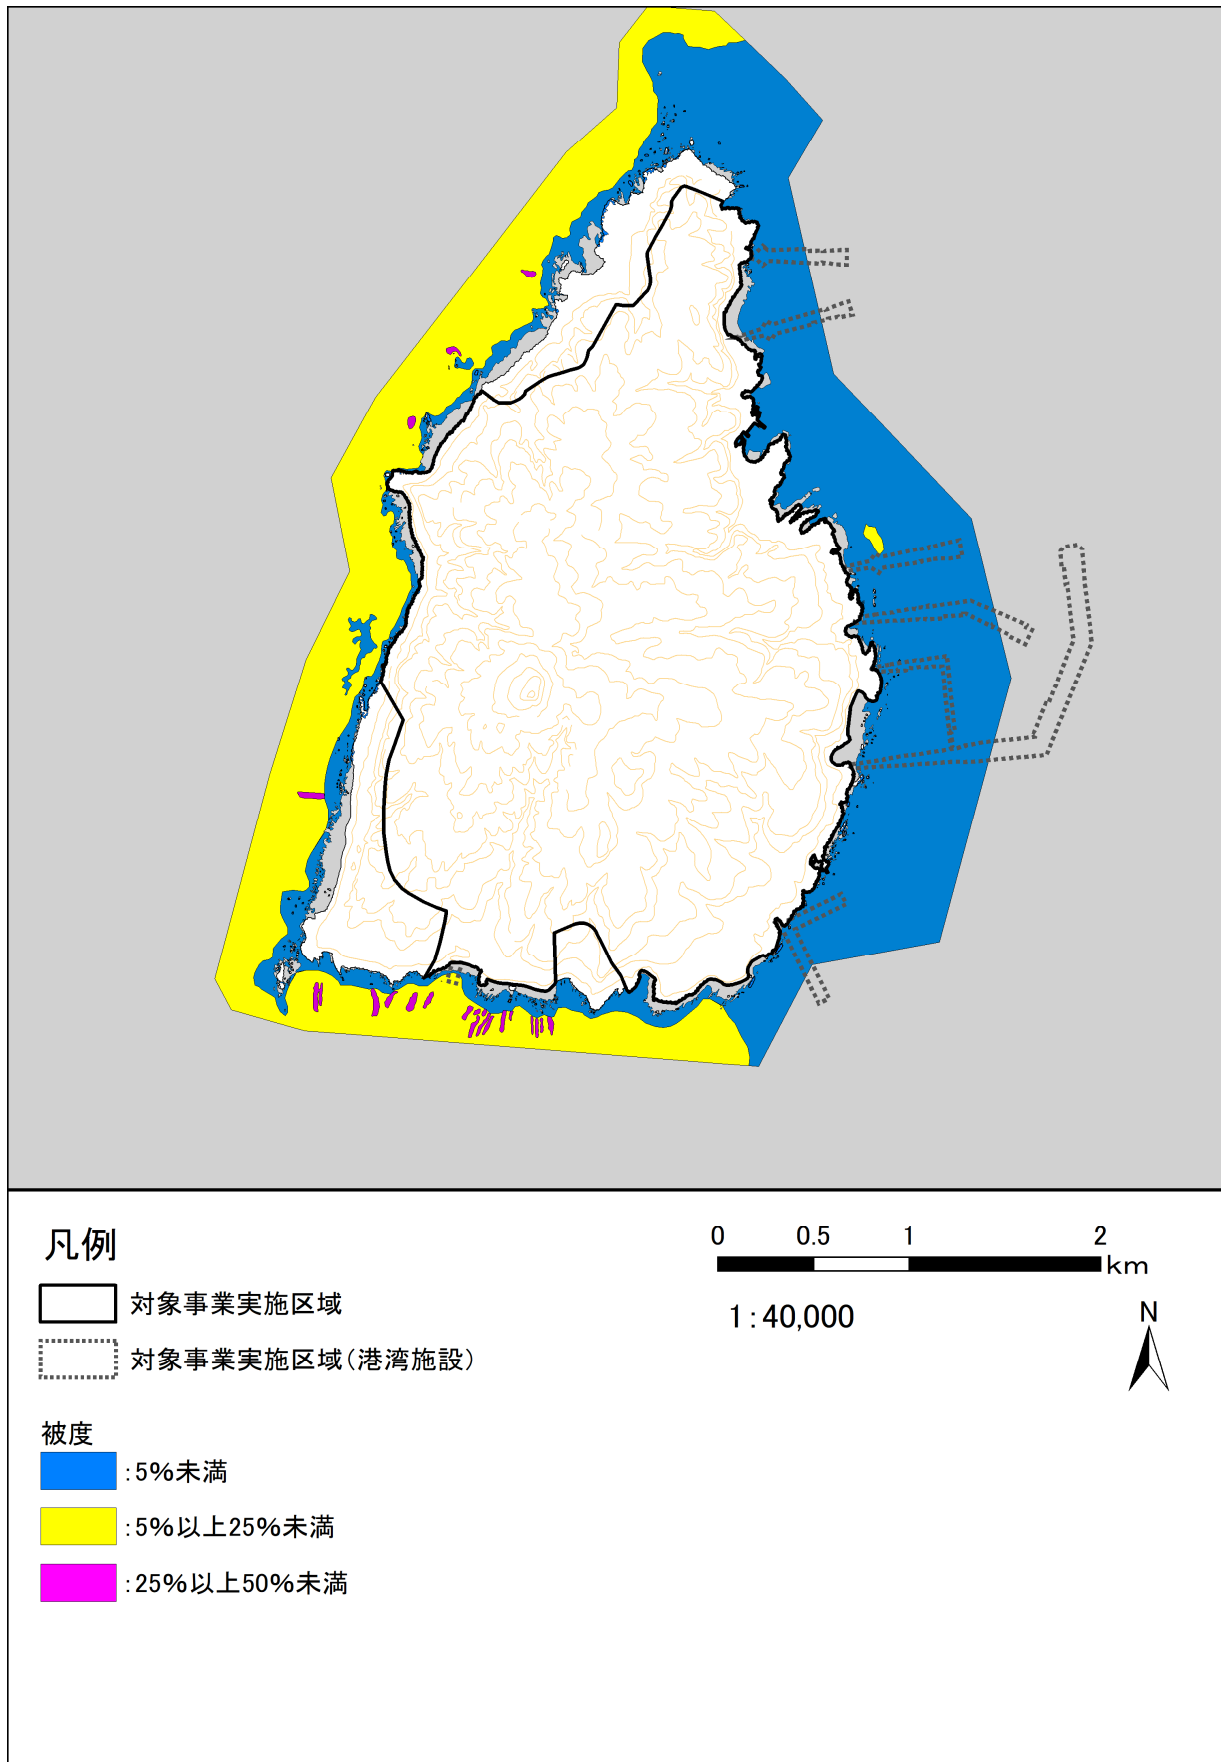 凡例
対象事業実施区域
対象事業実施区域(港湾施設)
被度
:5%未満
:5%以上25%未満
:25%以上50%未満
0 0.5 1 2
km
1:40,000
N